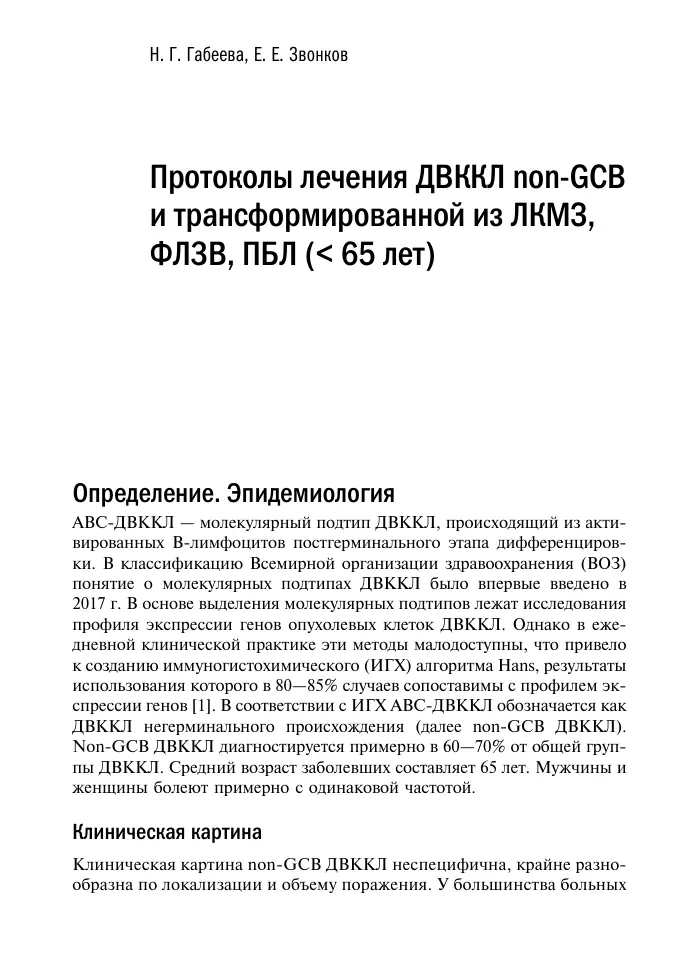 Н. Г. Габеева, Е. Е. Звонков
Протоколы лечения ДВККЛ non-GCB
и трансформированной из ЛКМЗ,
ФЛЗВ, ПБЛ (< 65 лет)
Определение. Эпидемиология
АВС-ДВККЛ — молекулярный подтип ДВККЛ, происходящий из акти-
вированных В-лимфоцитов постгерминального этапа дифференциров-
ки. В классификацию Всемирной организации здравоохранения (ВОЗ)
понятие о молекулярных подтипах ДВККЛ было впервые введено в
2017 г. В основе выделения молекулярных подтипов лежат исследования
профиля экспрессии генов опухолевых клеток ДВККЛ. Однако в еже-
дневной клинической практике эти методы малодоступны, что привело
к созданию иммуногистохимического (ИГХ) алгоритма Hans, результаты
использования которого в 80—85% случаев сопоставимы с профилем эк-
спрессии генов [1]. В соответствии с ИГХ АВС-ДВККЛ обозначается как
ДВККЛ негерминального происхождения (далее non-GCB ДВККЛ).
Non-GCB ДВККЛ диагностируется примерно в 60—70% от общей груп-
пы ДВККЛ. Средний возраст заболевших составляет 65 лет. Мужчины и
женщины болеют примерно с одинаковой частотой.
Клиническая картина
Клиническая картина non-GCB ДВККЛ неспецифична, крайне разно-
образна по локализации и объему поражения. У большинства больных